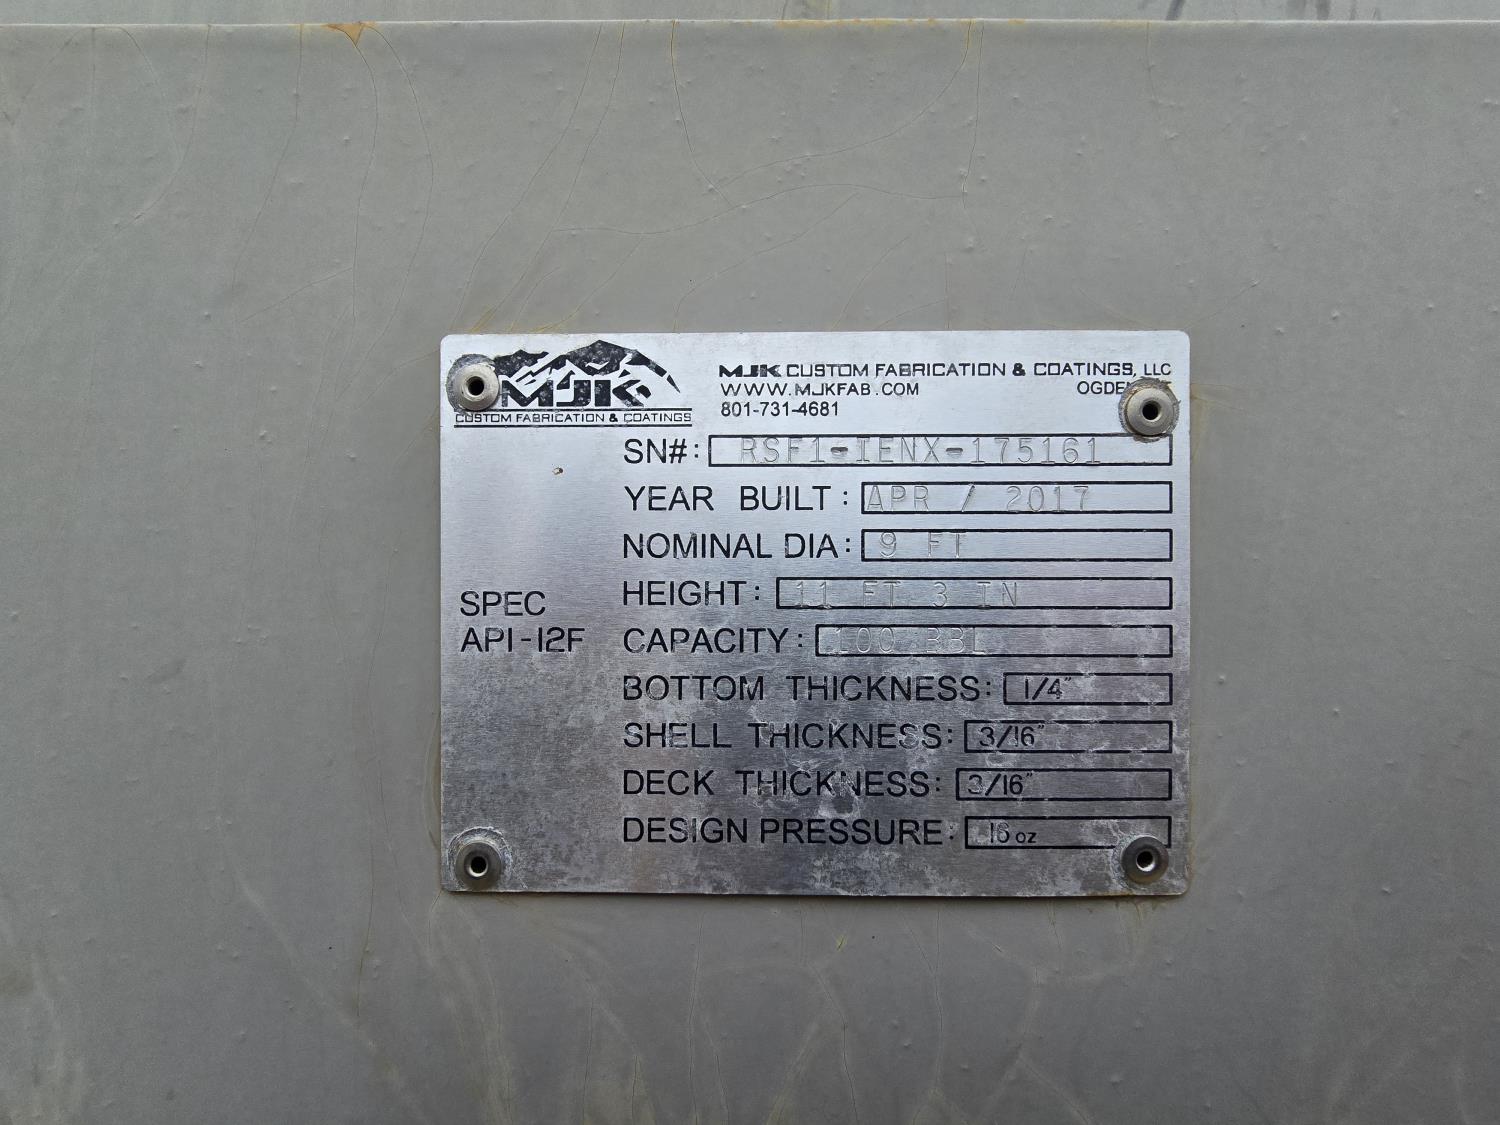 MJK
CUSTOM FABRICATION & COATINGS
MJK CUSTOM FABRICATION & COATINGS, LLC
WWW.MJKFAB.COM
801-731-4681
SN#: RSF1-IENX-175161
YEAR BUILT: APR / 2017
NOMINAL DIA: 9 FT
HEIGHT: 11 FT 3 IN
SPEC
API-12F
CAPACITY: 100 BBL
BOTTOM THICKNESS: 1/4"
SHELL THICKNESS: 3/16"
DECK THICKNESS: 3/16"
DESIGN PRESSURE: 16 oz